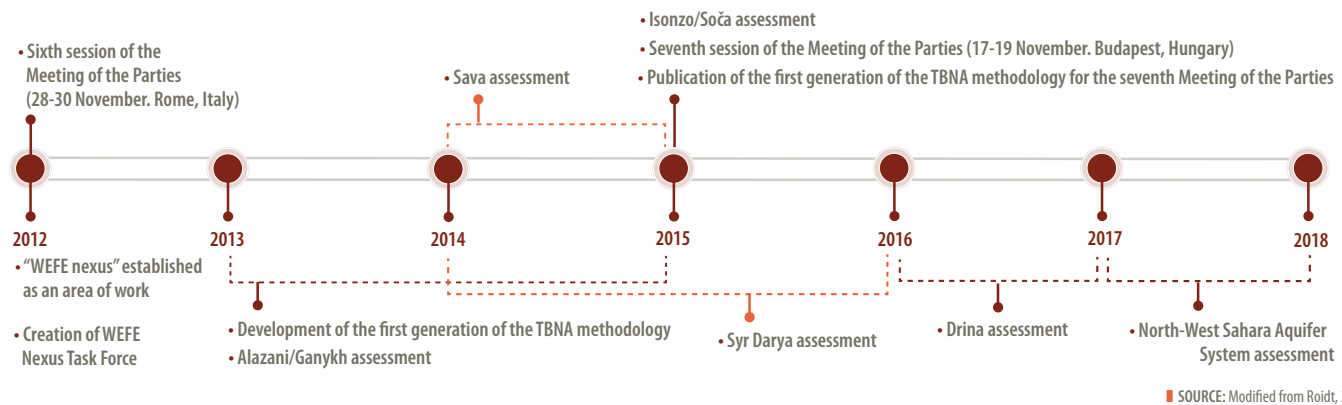 • Isonzo/Soča assessment
• Seventh session of the Meeting of the Parties (17-19 November. Budapest, Hungary)
• Publication of the first generation of the TBNA methodology for the seventh Meeting of the Parties
• Sixth session of the
Meeting of the Parties
(28-30 November. Rome, Italy)
• Sava assessment
2012
2013
2014
2015
2016
2017
2018
• “WEFE nexus” established
as an area of work
• Creation of WEFE
Nexus Task Force
• Development of the first generation of the TBNA methodology
• Alazani/Ganykh assessment
• Syr Darya assessment
• Drina assessment
• North-West Sahara Aquifer
System assessment
SOURCE: Modified from Roidt,